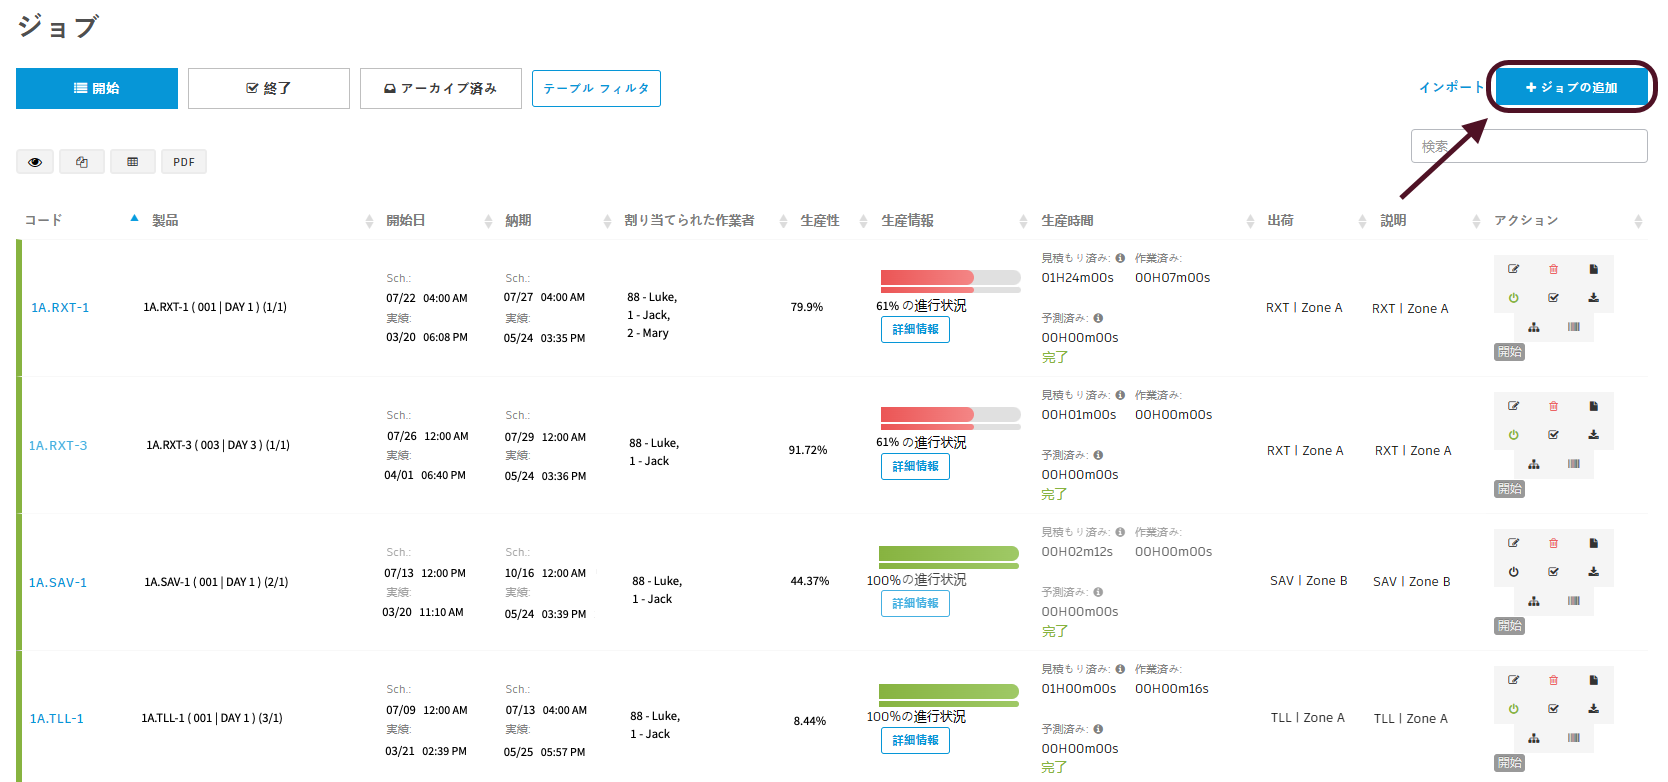 ジョブ
開始 終了 アーカイブ済み テーブル フィルタ インポート ジョブの追加
検索
PDF
コード 製品 開始日 納期 割り当てられた作業者 生産性 生産情報 生産時間 出荷 説明 アクション
1A.RXT-1
1A.RXT-1 ( 001 | DAY 1 ) (1/1)
Sch.:
07/22 04:00 AM
実績:
03/20 06:08 PM
Sch.:
07/27 04:00 AM
実績:
05/24 03:35 PM
88 - Luke,
1 - Jack,
2 - Mary
79.9%
61% の進行状況
詳細情報
見積もり済み: 作業済み:
01H24m00s 00H07m00s
予測済み:
00H00m00s
完了
RXT | Zone A
RXT | Zone A
開始
1A.RXT-3
1A.RXT-3 ( 003 | DAY 3 ) (1/1)
Sch.:
07/26 12:00 AM
実績:
04/01 06:40 PM
Sch.:
07/29 12:00 AM
実績:
05/24 03:36 PM
88 - Luke,
1 - Jack
91.72%
61% の進行状況
詳細情報
見積もり済み: 作業済み:
00H01m00s 00H00m00s
予測済み:
00H00m00s
完了
RXT | Zone A
RXT | Zone A
開始
1A.SAV-1
1A.SAV-1 ( 001 | DAY 1 ) (2/1)
Sch.:
07/13 12:00 PM
実績:
03/20 11:10 AM
Sch.:
10/16 12:00 AM
実績:
05/24 03:39 PM
88 - Luke,
1 - Jack
44.37%
100%の進行状況
詳細情報
見積もり済み: 作業済み:
00H02m12s 00H00m00s
予測済み:
00H00m00s
完了
SAV | Zone B
SAV | Zone B
開始
1A.TLL-1
1A.TLL-1 ( 001 | DAY 1 ) (3/1)
Sch.:
07/09 12:00 AM
実績:
03/21 02:39 PM
Sch.:
07/13 04:00 AM
実績:
05/25 05:57 PM
88 - Luke,
1 - Jack
8.44%
100%の進行状況
詳細情報
見積もり済み: 作業済み:
01H00m00s 00H00m16s
予測済み:
00H00m00s
完了
TLL | Zone A
TLL | Zone A
開始